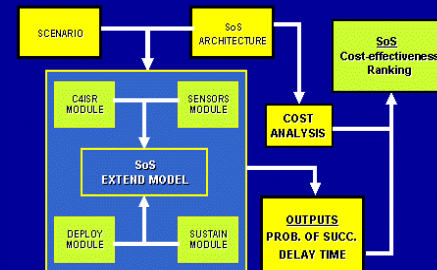 SCENARIO
SoS
ARCHITECTURE
SoS
Cost-effectiveness
Ranking
C4ISR
MODULE
SENSORS
MODULE
COST
ANALYSIS
SoS
EXTEND MODEL
DEPLOY
MODULE
SUSTAIN
MODULE
OUTPUTS
PROB. OF SUCC.
DELAY TIME